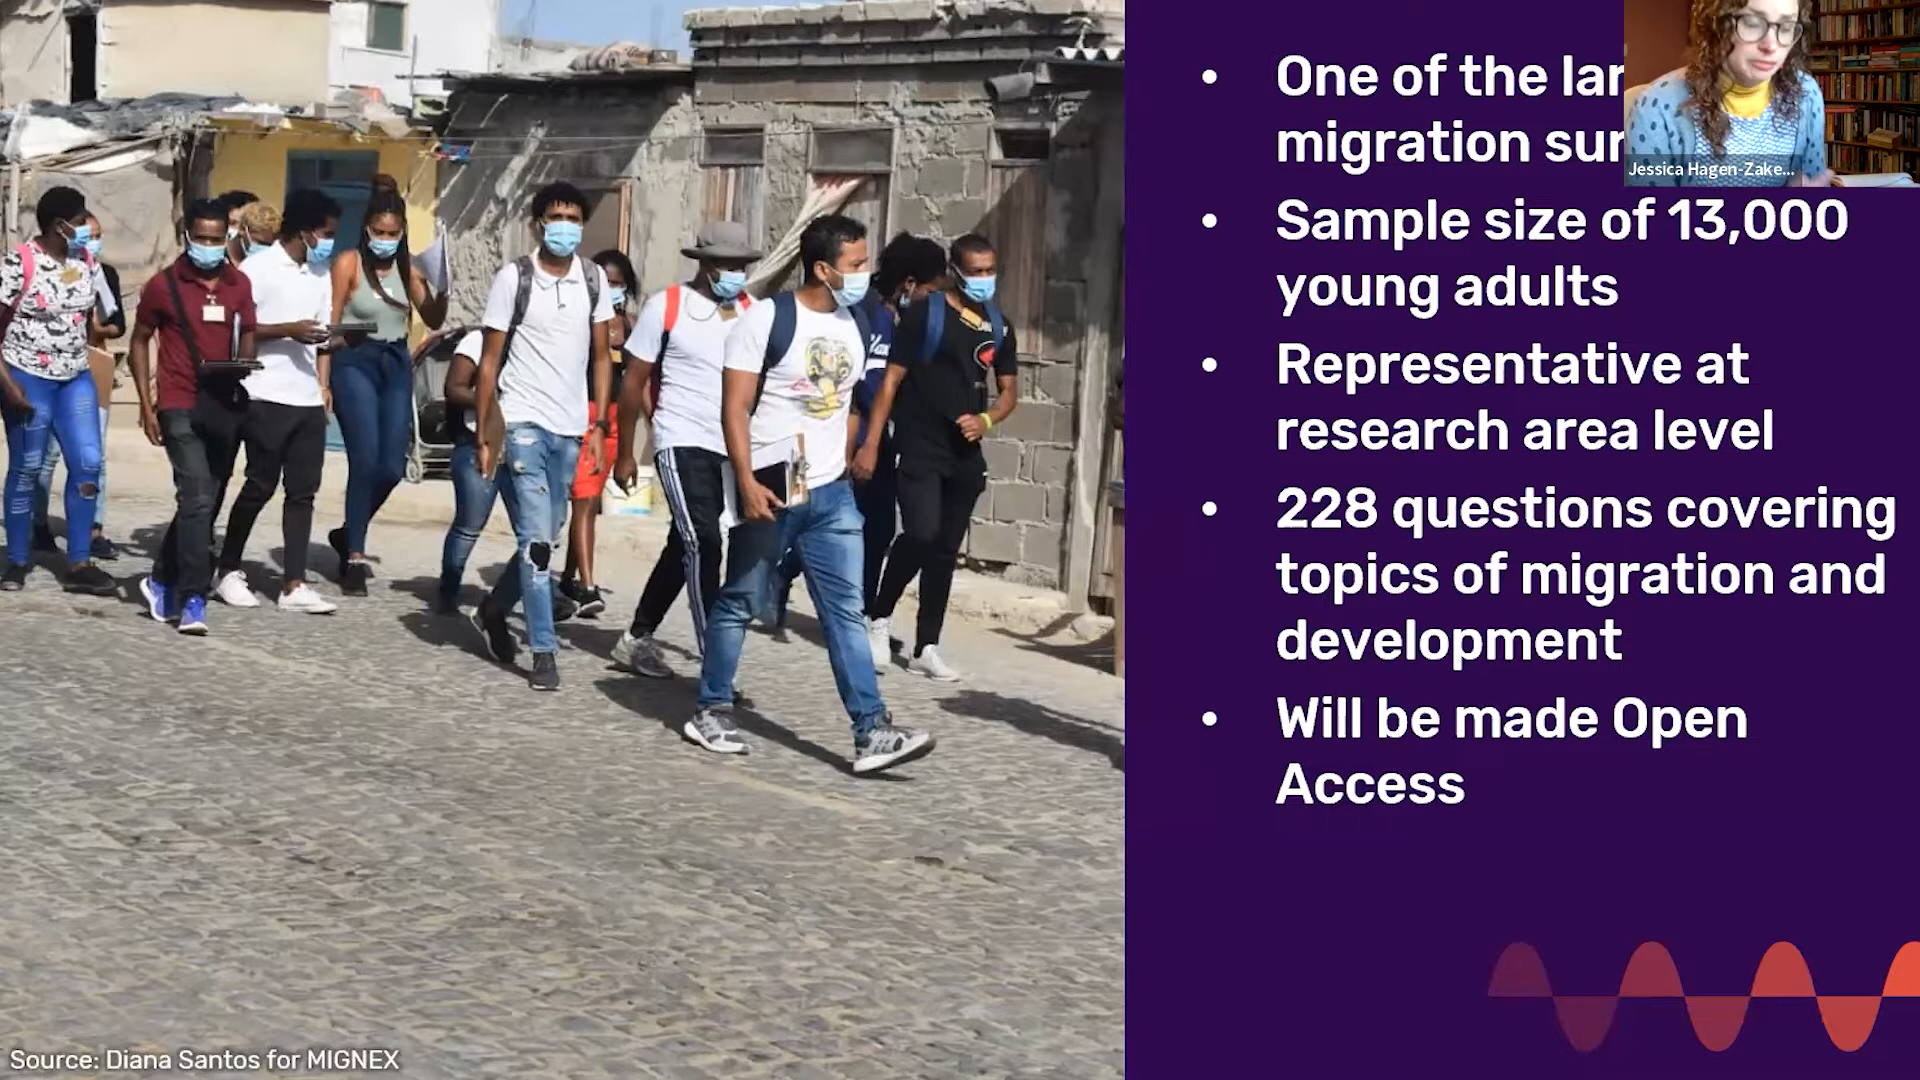 • One of the lar
migration sur
• Sample size of 13,000
young adults
• Representative at
research area level
• 228 questions covering
topics of migration and
development
• Will be made Open
Access
Jessica Hagen-Zake...
Source: Diana Santos for MIGNEX